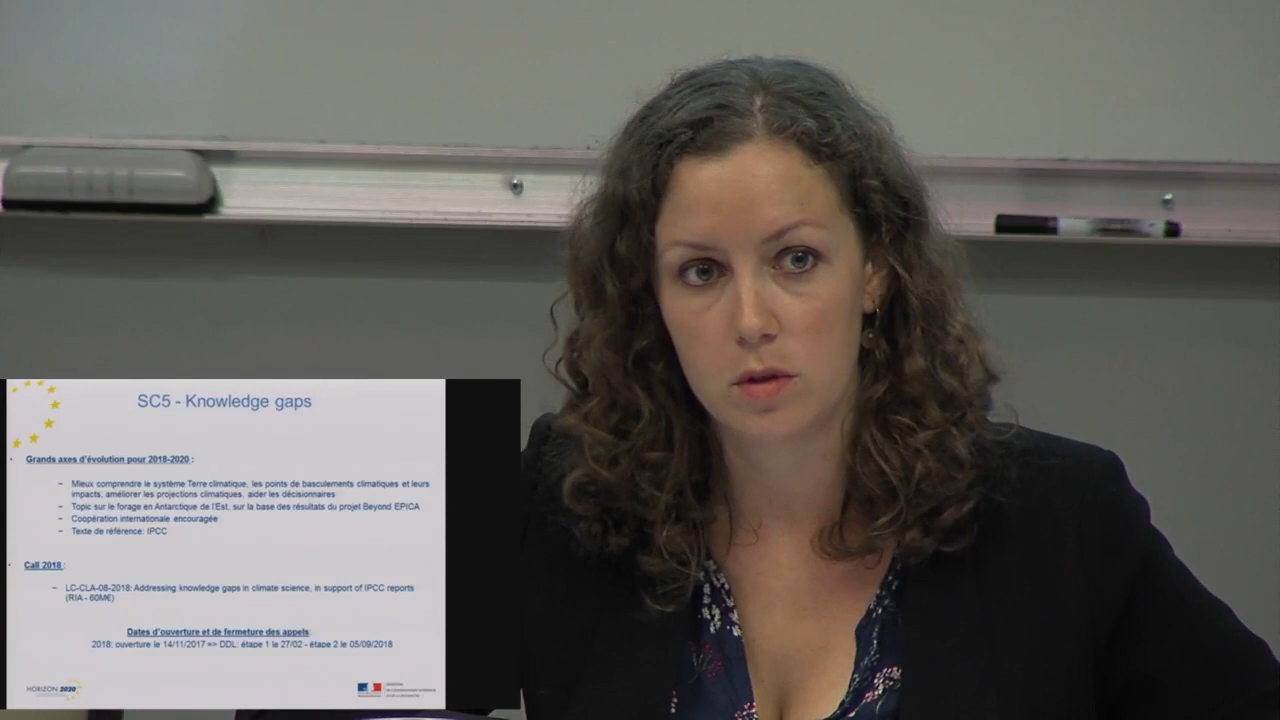 SC5 - Knowledge gaps
Grands axes d'évolution pour 2018-2020 :
– Mieux comprendre le système Terre climatique, les points de basculements climatiques et leurs
impacts, améliorer les projections climatiques, aider les décisionnaires
– Topic sur le forage en Antarctique de l'Est, sur la base des résultats du projet Beyond EPICA
– Coopération internationale encouragée
– Texte de référence: IPCC
Call 2018 :
– LC-CLA-08-2018: Addressing knowledge gaps in climate science, in support of IPCC reports
(RIA - 60M€)
Dates d'ouverture et de fermeture des appels:
2018: ouverture le 14/11/2017 => DDL: étape 1 le 27/02 - étape 2 le 05/09/2018
HORIZON 2020